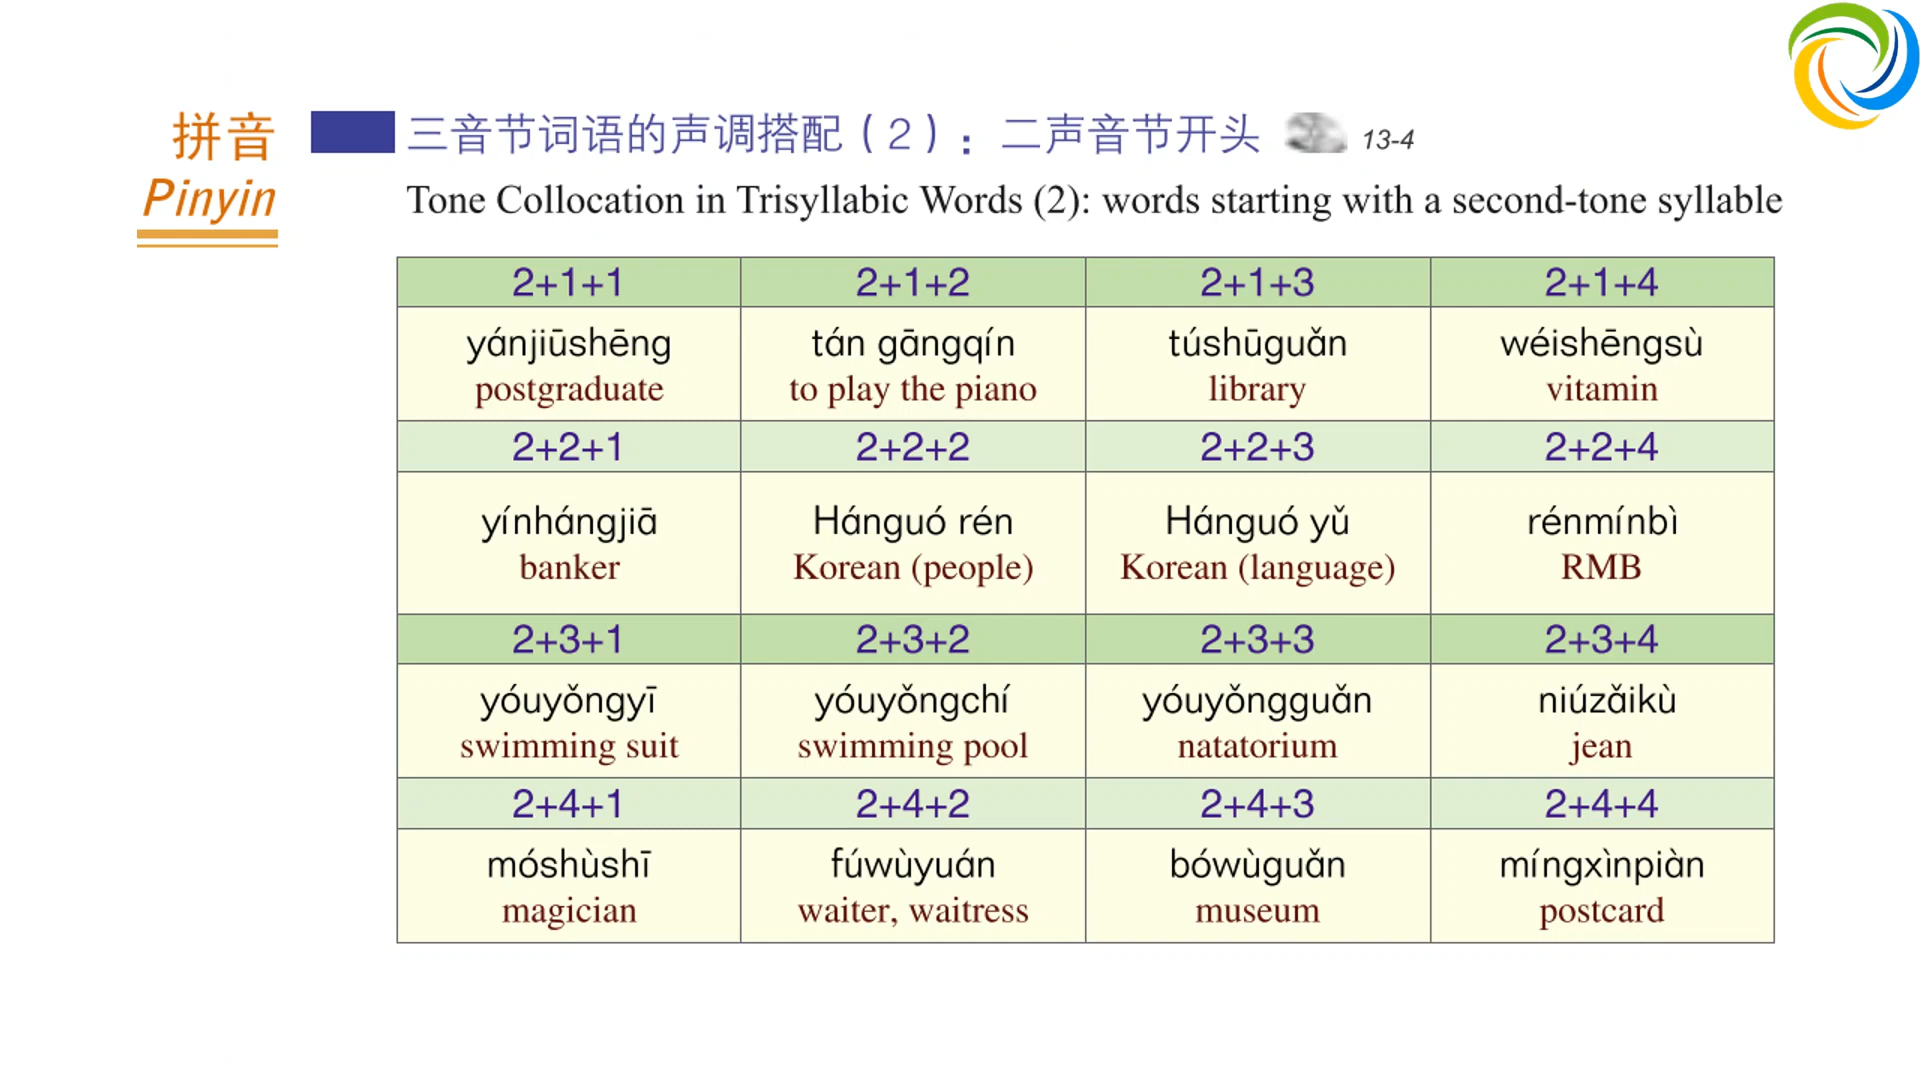 拼音
Pinyin
三音节词语的声调搭配（2）：二声音节开头 13-4
Tone Collocation in Trisyllabic Words (2): words starting with a second-tone syllable
2+1+1 2+1+2 2+1+3 2+1+4
yánjiūshēng tán gāngqín túshūguǎn wéishēngsù
postgraduate to play the piano library vitamin
2+2+1 2+2+2 2+2+3 2+2+4
yínhángjiā Hánguó rén Hánguó yǔ rénmínbì
banker Korean (people) Korean (language) RMB
2+3+1 2+3+2 2+3+3 2+3+4
yóuyǒngyī yóuyǒngchí yóuyǒngguǎn niúzǎikù
swimming suit swimming pool natatorium jean
2+4+1 2+4+2 2+4+3 2+4+4
móshùshī fúwùyuán bówùguǎn míngxìnpiàn
magician waiter, waitress museum postcard